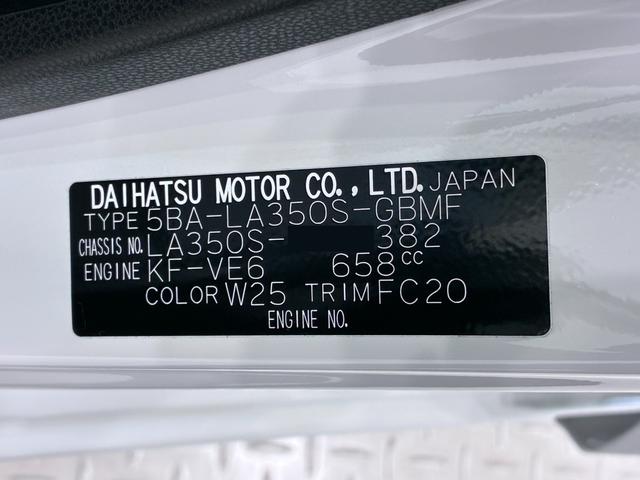 DAIHATSU MOTOR CO.,LTD. JAPAN
TYPE 5BA-LA350S-GBMF
CHASSIS NO. LA350S- 382
ENGINE KF-VE6 658cc
COLOR W25 TRIM FC20
ENGINE NO.